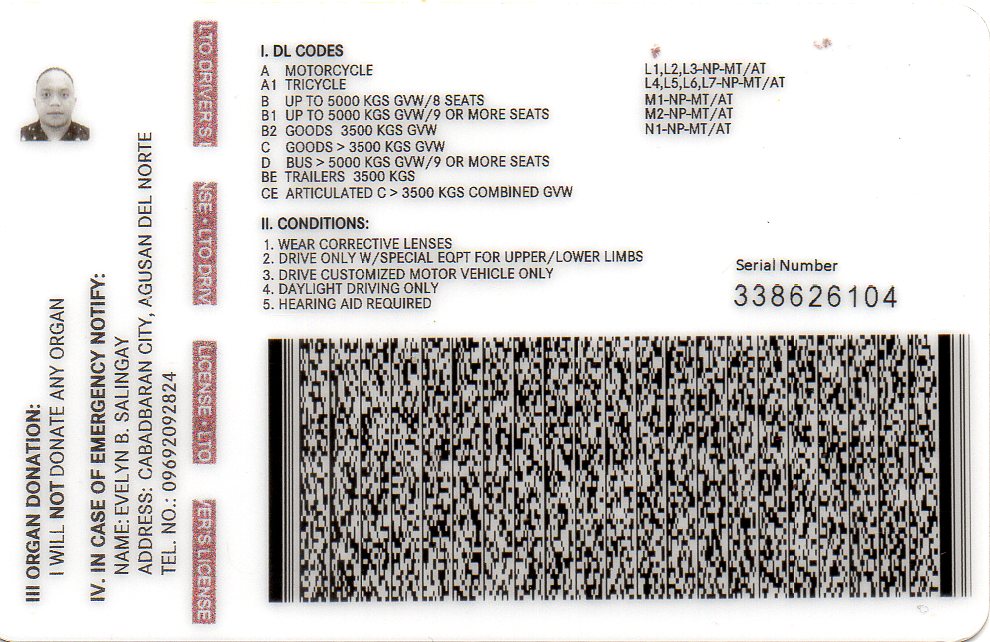 LTO DRIVERS L
NSE • LTO DRIV
LICENSE • LTO
VERS LICENSE
I. DL CODES
A MOTORCYCLE L1,L2,L3-NP-MT/AT
A1 TRICYCLE L4,L5,L6,L7-NP-MT/AT
B UP TO 5000 KGS GVW/8 SEATS M1-NP-MT/AT
B1 UP TO 5000 KGS GVW/9 OR MORE SEATS M2-NP-MT/AT
B2 GOODS 3500 KGS GVW N1-NP-MT/AT
C GOODS > 3500 KGS GVW
D BUS > 5000 KGS GVW/9 OR MORE SEATS
BE TRAILERS 3500 KGS
CE ARTICULATED C > 3500 KGS COMBINED GVW
II. CONDITIONS:
1. WEAR CORRECTIVE LENSES
2. DRIVE ONLY W/SPECIAL EQPT FOR UPPER/LOWER LIMBS
3. DRIVE CUSTOMIZED MOTOR VEHICLE ONLY
4. DAYLIGHT DRIVING ONLY
5. HEARING AID REQUIRED
Serial Number
338626104
III ORGAN DONATION:
I WILL NOT DONATE ANY ORGAN
IV. IN CASE OF EMERGENCY NOTIFY:
NAME: EVELYN B. SALINGAY
ADDRESS: CABADBARAN CITY, AGUSAN DEL NORTE
TEL. NO.: 09692092824